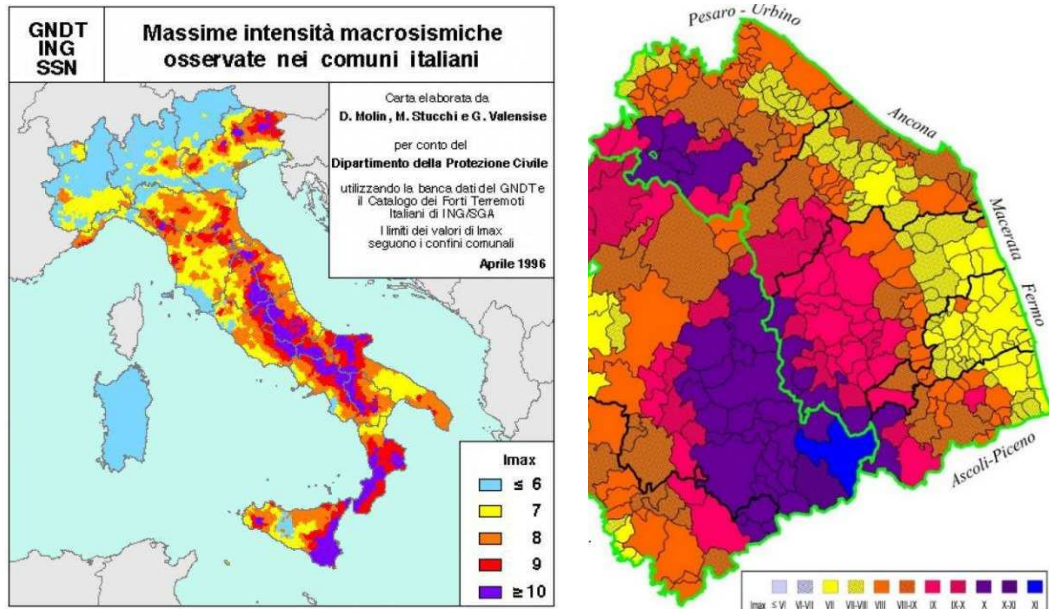 GNDT
ING
SSN
Massime intensità macrosismiche
osservate nei comuni italiani
Carta elaborata da
D. Molin, M. Stucchi e G. Valensise
per conto del
Dipartimento della Protezione Civile
utilizzando la banca dati del GNDT e
il Catalogo dei Forti Terremoti
Italiani di ING/SGA
I limiti dei valori di Imax
seguono i confini comunali
Aprile 1996
Imax
≤ 6
7
8
9
≥ 10
Pesaro - Urbino
Ancona
Macerata
Fermo
Ascoli-Piceno
Imax ≤ VI VI-VII VII VII-VIII VIII VIII-IX IX IX-X X X-XI XI